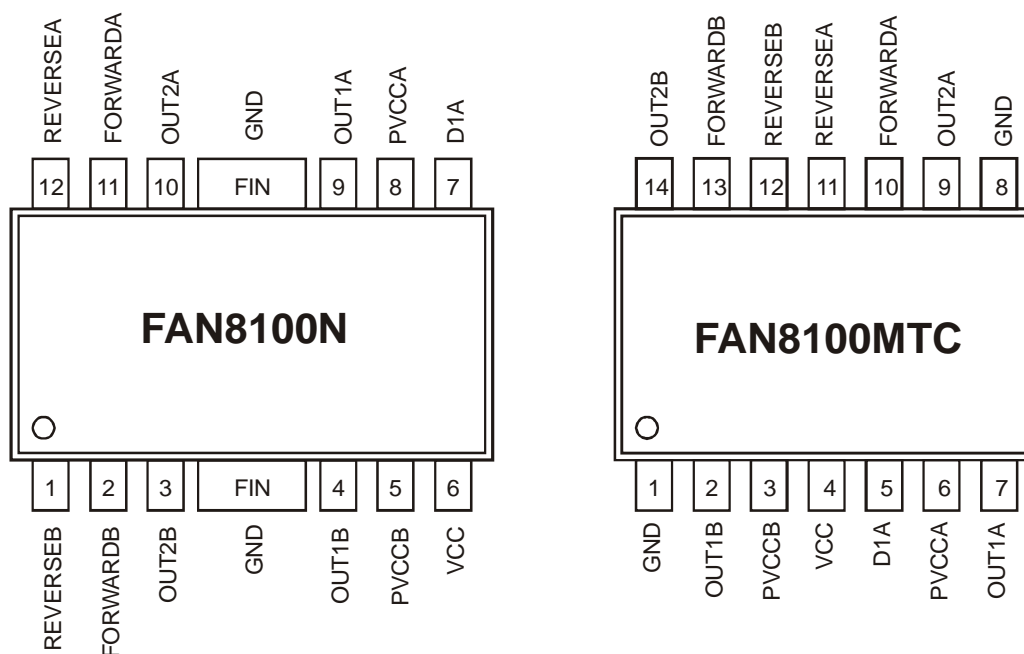 REVERSEA FORWARDA OUT2A GND OUT1A PVCCA D1A
12 11 10 FIN 9 8 7
FAN8100N
1 2 3 FIN 4 5 6
REVERSEB FORWARDB OUT2B GND OUT1B PVCCB VCC
OUT2B FORWARDB REVERSEB REVERSEA FORWARDA OUT2A GND
14 13 12 11 10 9 8
FAN8100MTC
1 2 3 4 5 6 7
GND OUT1B PVCCB VCC D1A PVCCA OUT1A